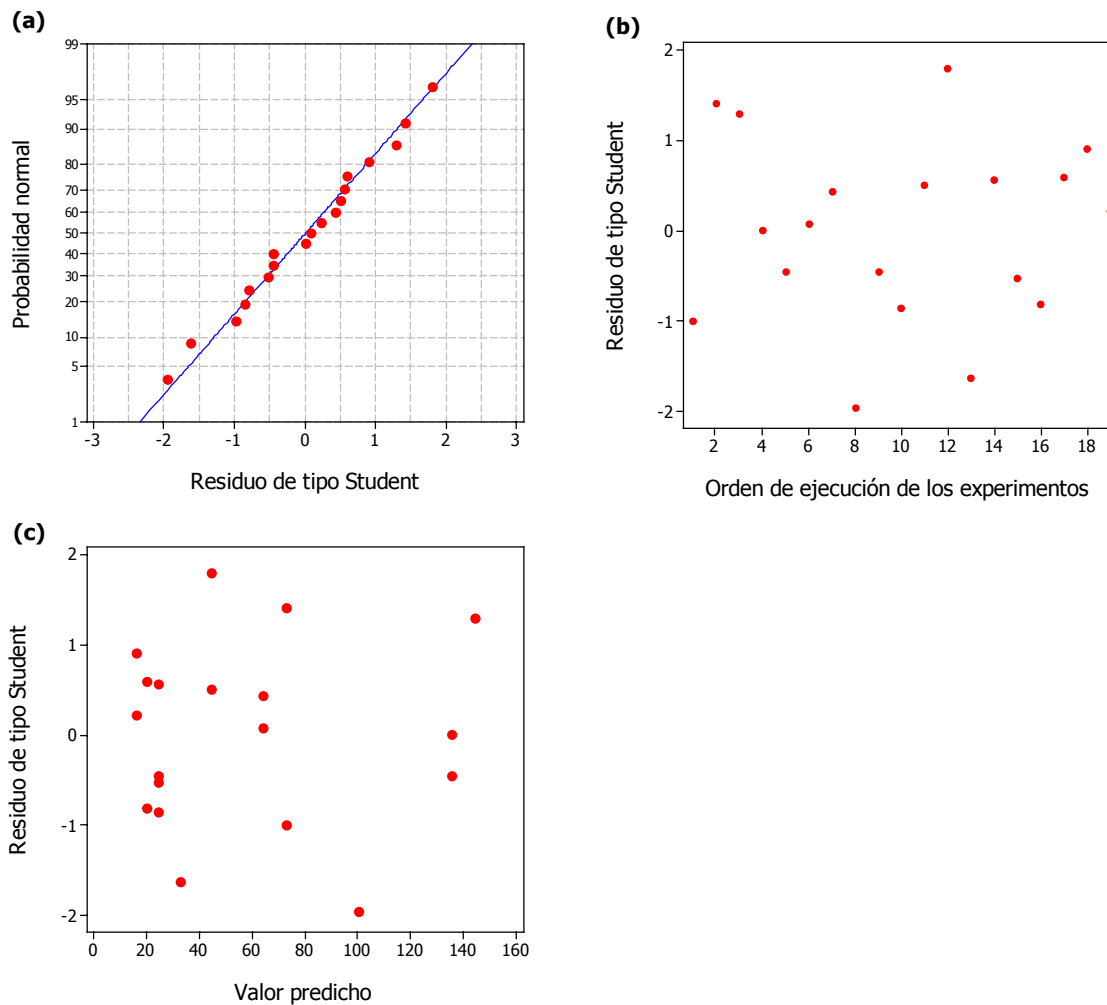 (a)
99
95
90
80
70
60
50
40
30
20
10
5
1
-3 -2 -1 0 1 2 3
Probabilidad normal
Residuo de tipo Student
(b)
2
1
0
-1
-2
2 4 6 8 10 12 14 16 18
Residuo de tipo Student
Orden de ejecución de los experimentos
(c)
2
1
0
-1
-2
0 20 40 60 80 100 120 140 160
Residuo de tipo Student
Valor predicho